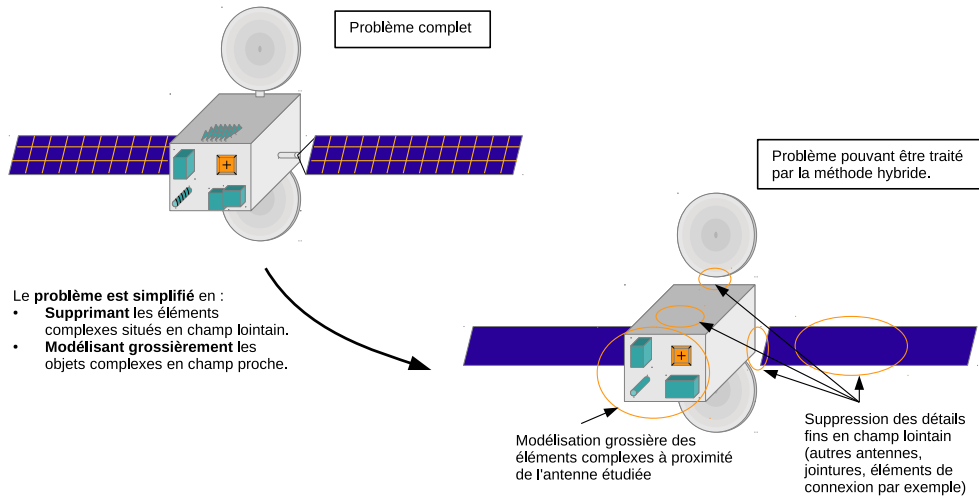 Problème complet
Problème pouvant être traité
par la méthode hybride.
Le problème est simplifié en :
• Supprimant les éléments
complexes situés en champ lointain.
• Modélisant grossièrement les
objets complexes en champ proche.
Modélisation grossière des
éléments complexes à proximité
de l'antenne étudiée
Suppression des détails
fins en champ lointain
(autres antennes,
jointures, éléments de
connexion par exemple)